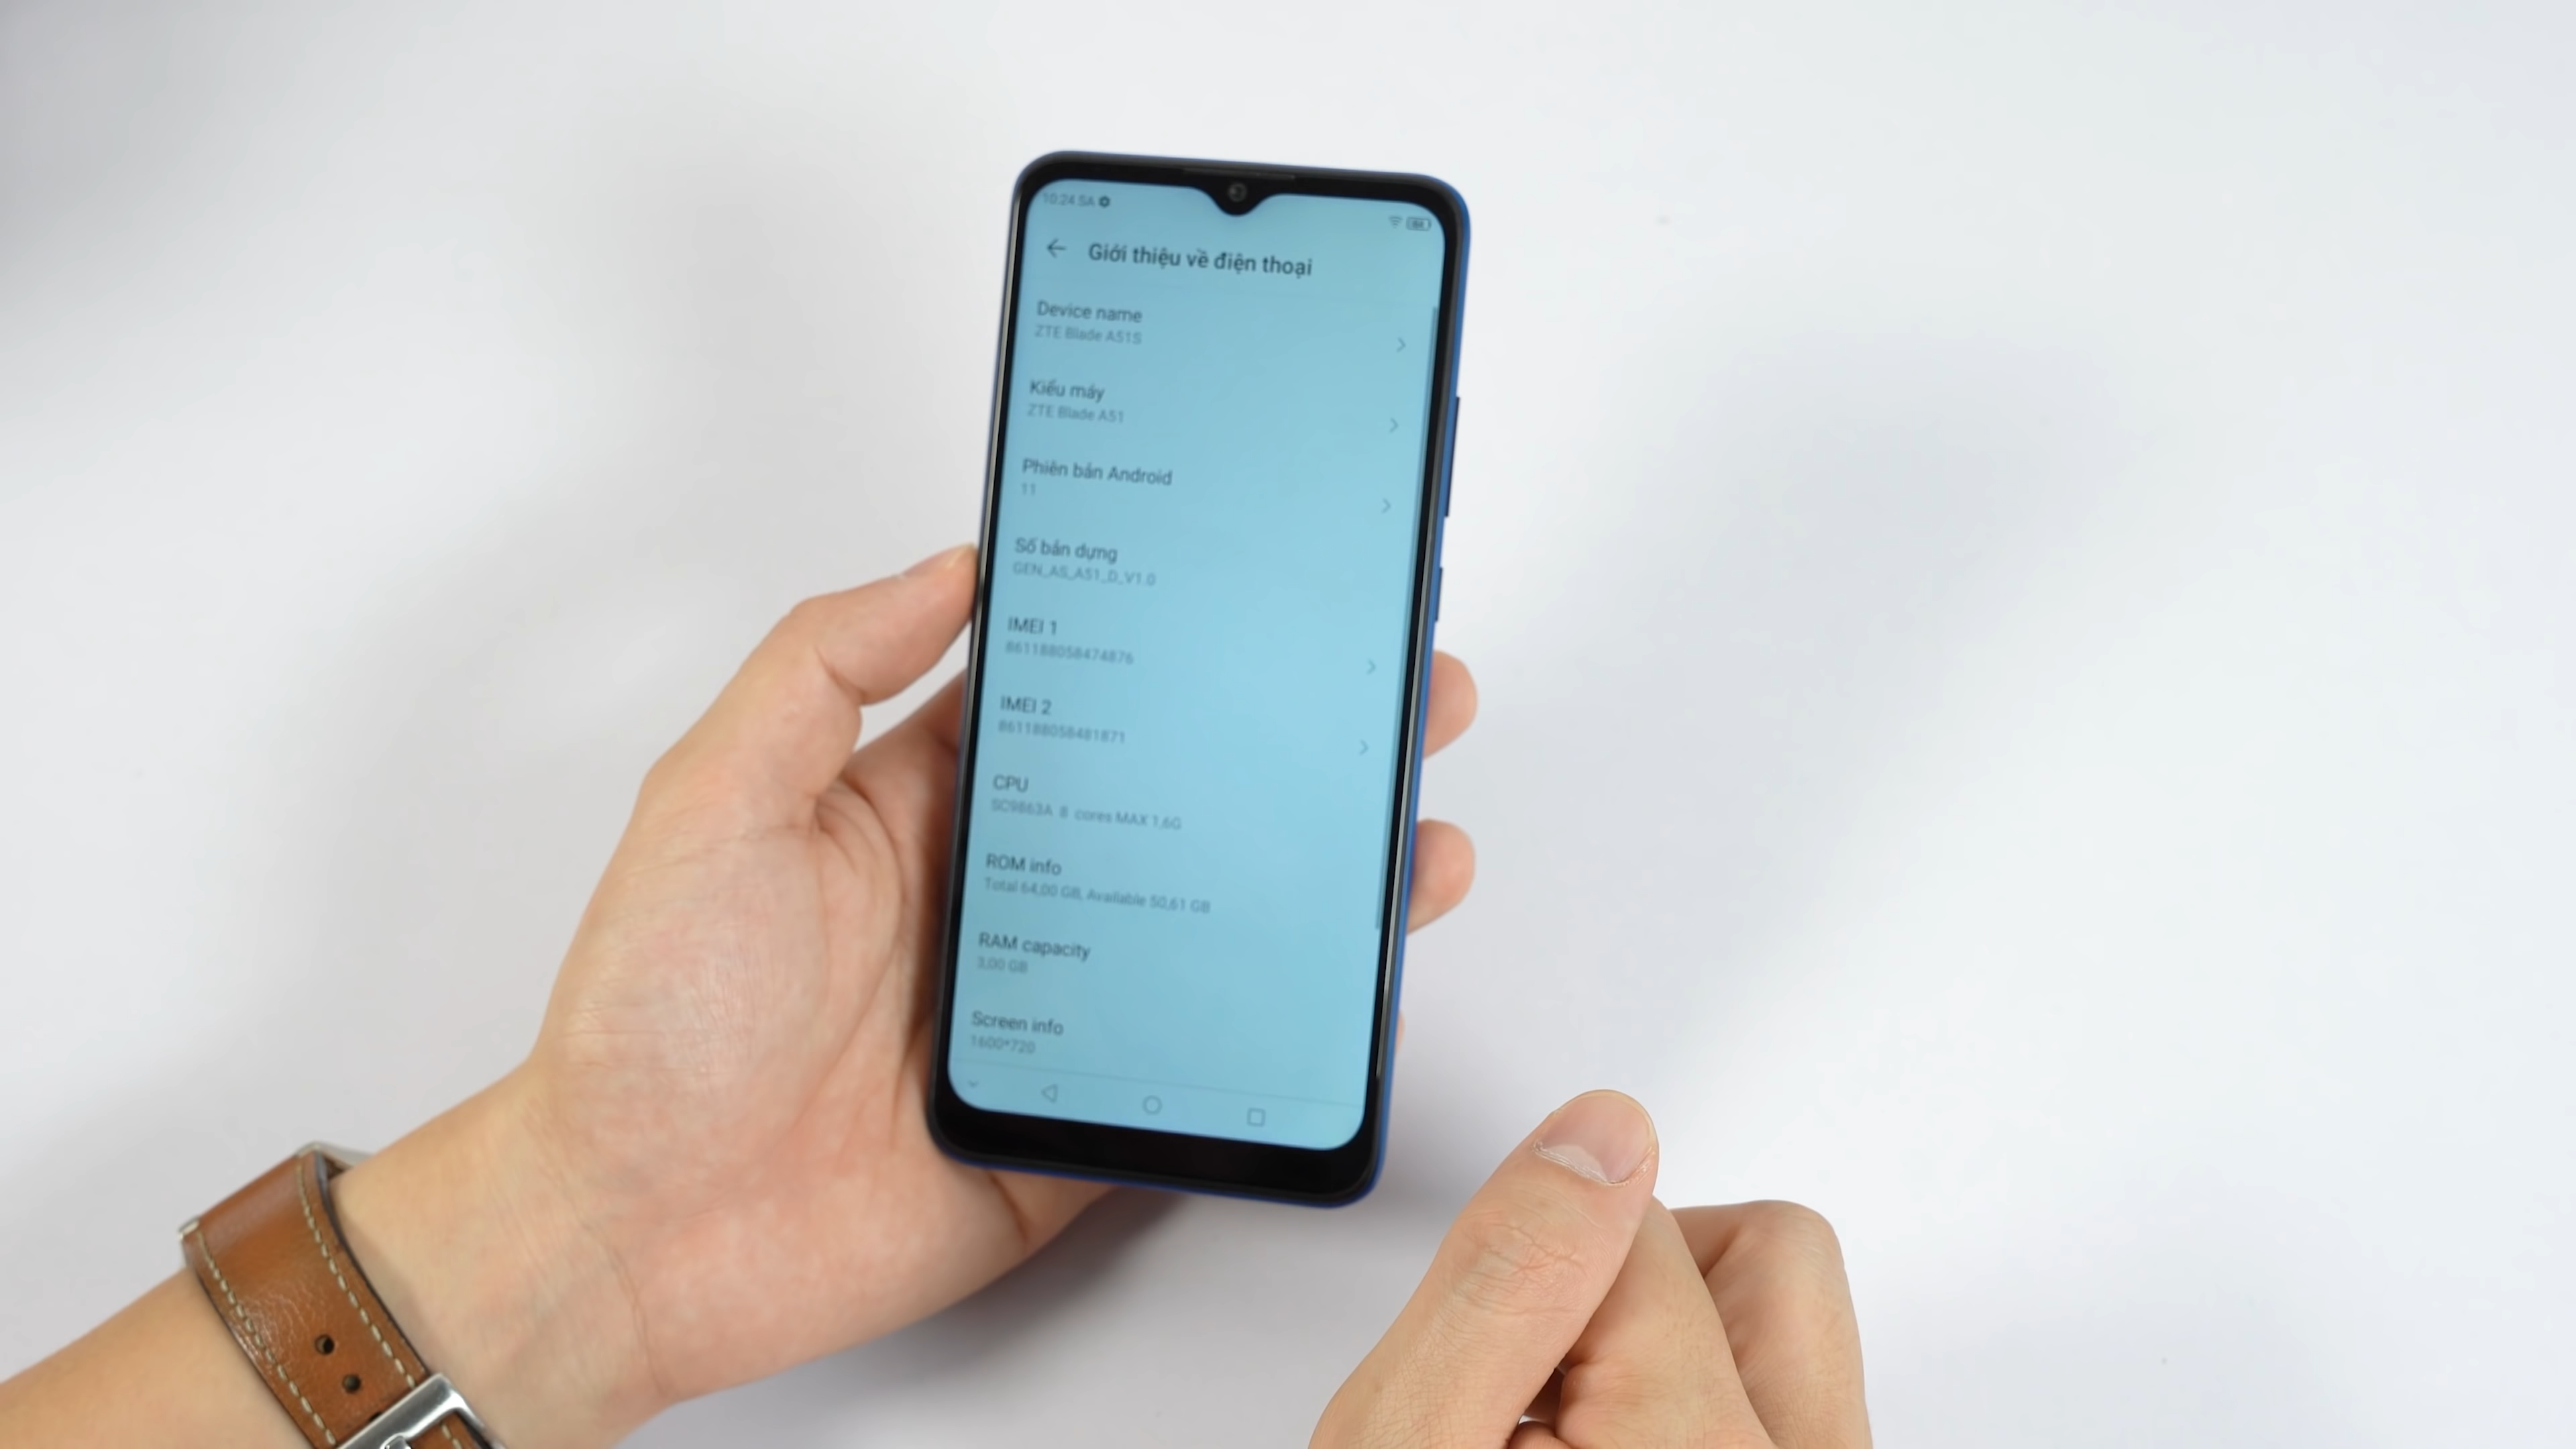 10:24 SA
Giới thiệu về điện thoại
Device name
ZTE Blade A51S
Kiểu máy
ZTE Blade A51
Phiên bản Android
11
Số bản dựng
GEN_AS_A51_D_V1.0
IMEI 1
861188058474876
IMEI 2
861188058481871
CPU
SC9863A 8 cores MAX 1,6G
ROM info
Total 64,00 GB, Available 50,61 GB
RAM capacity
3,00 GB
Screen info
1600*720